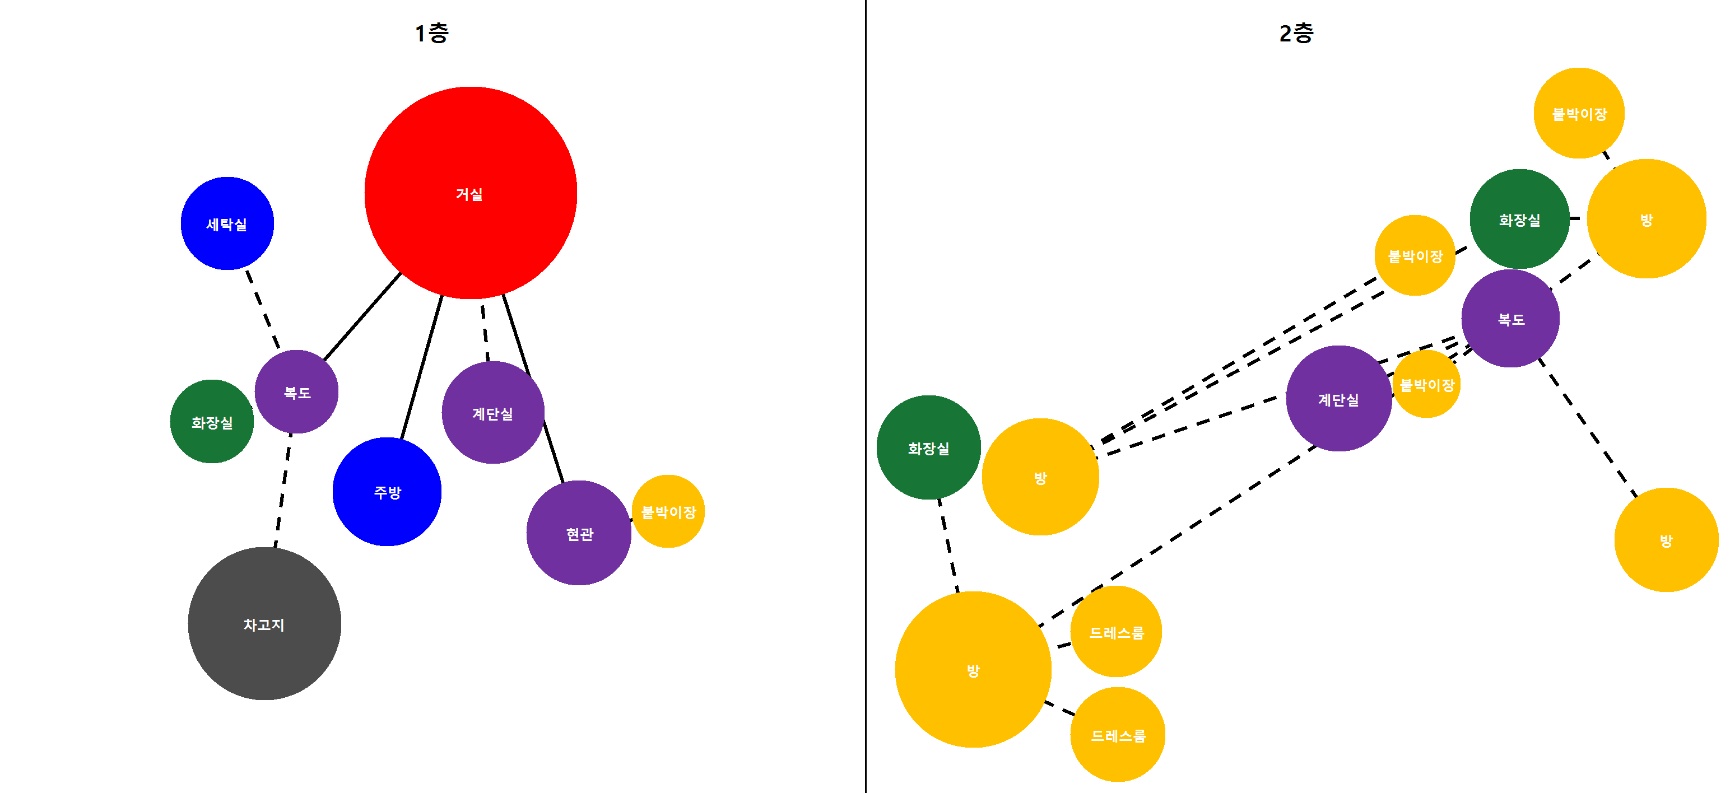 1층
거실
세탁실
복도
화장실
계단실
주방
붙박이장
현관
차고지
2층
붙박이장
화장실
방
붙박이장
복도
붙박이장
계단실
화장실
방
방
드레스룸
방
드레스룸